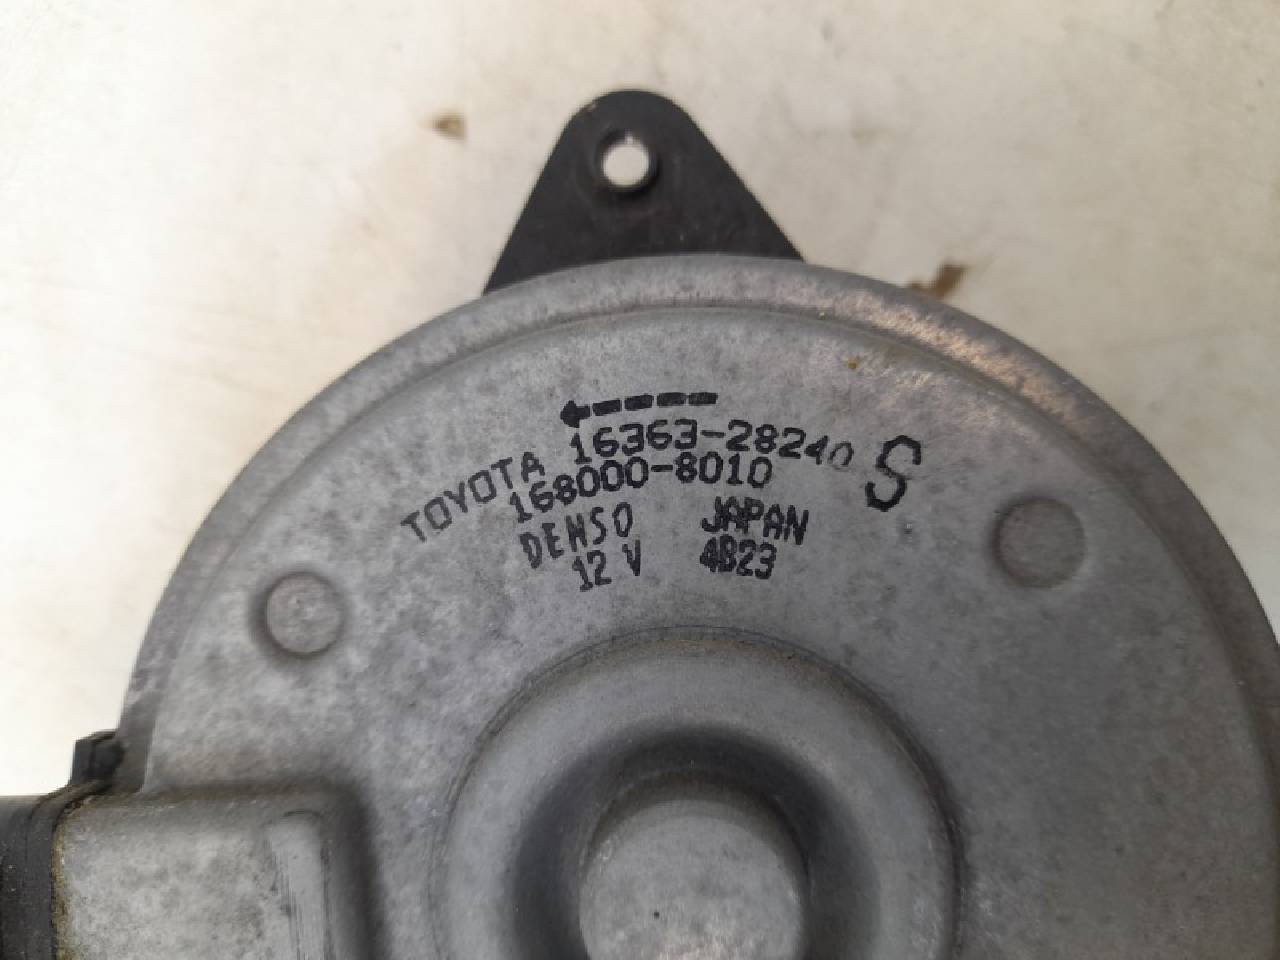 TOYOTA 16363-28240 S
168000-8010
DENSO JAPAN
12 V 4B23